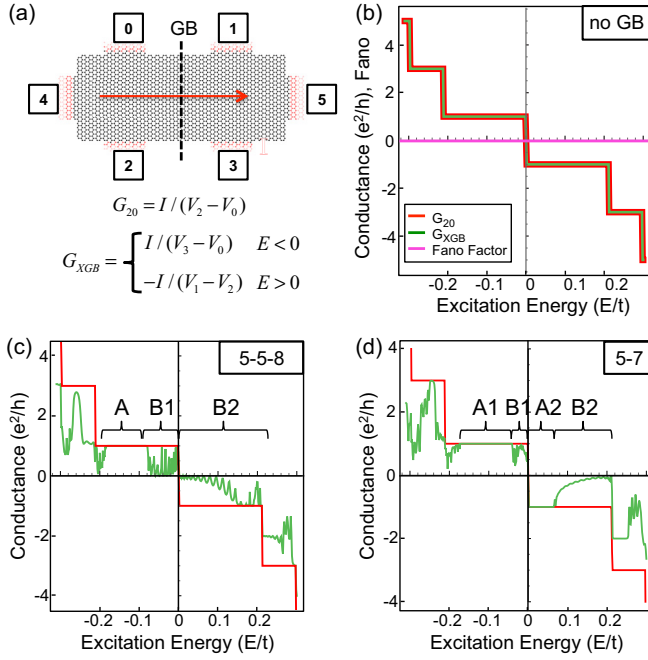 (a)
0 GB 1
4 5
2 3
G20 = I / (V2 − V0)
GXGB = { I / (V3 − V0) E < 0
−I / (V1 − V2) E > 0
(b)
no GB
Conductance (e²/h), Fano
4
2
0
-2
-4
G20
GXGB
Fano Factor
-0.2 0 0.2
Excitation Energy (E/t)
(c)
5-5-8
Conductance (e²/h)
4
2
0
-2
-4
A B1 B2
-0.2 -0.1 0 0.1 0.2
Excitation Energy (E/t)
(d)
5-7
Conductance (e²/h)
4
2
0
-2
-4
A1 B1 A2 B2
-0.2 -0.1 0 0.1 0.2
Excitation Energy (E/t)